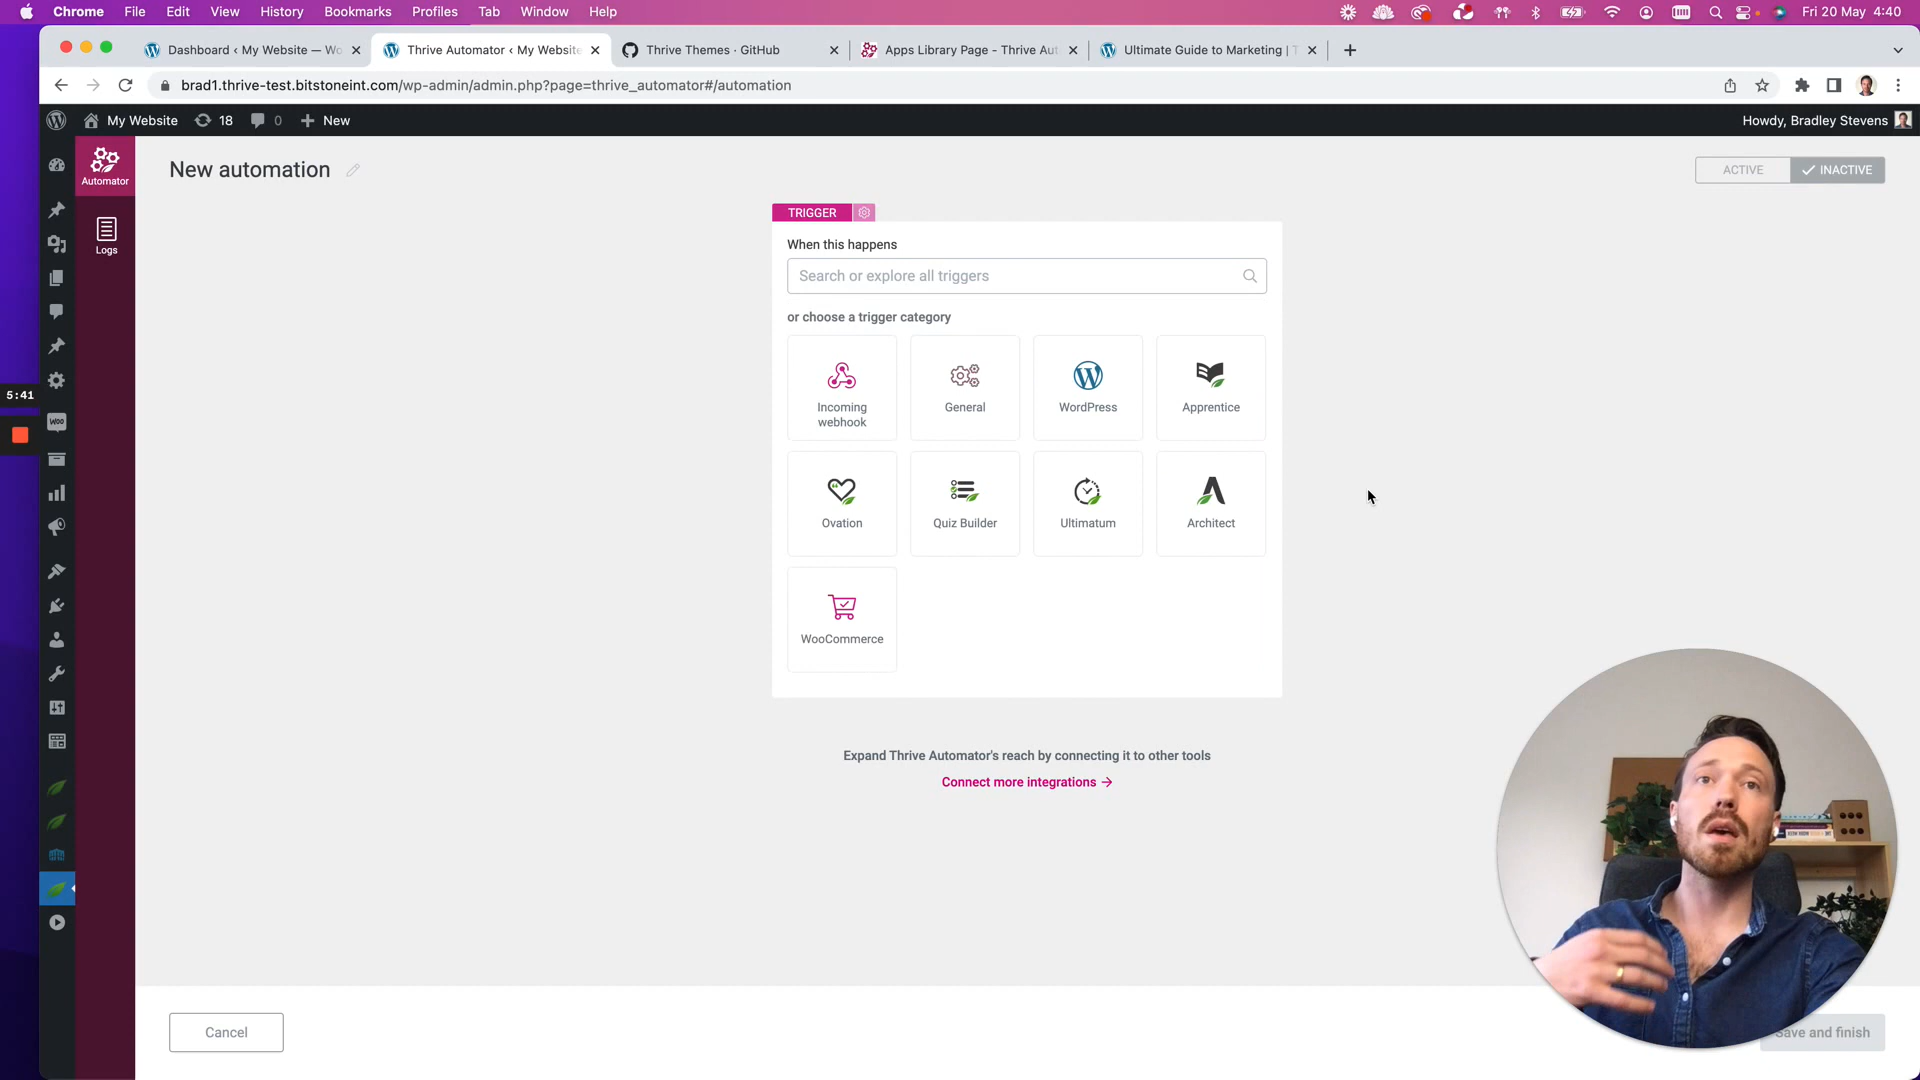 Chrome File Edit View History Bookmarks Profiles Tab Window Help Fri 20 May 4:40
Dashboard ‹ My Website — Wo Thrive Automator ‹ My Website Thrive Themes · GitHub Apps Library Page - Thrive Aut Ultimate Guide to Marketing | T
brad1.thrive-test.bitstoneint.com/wp-admin/admin.php?page=thrive_automator#/automation
My Website 18 0 New Howdy, Bradley Stevens
Automator
Logs
5:41
WOO
New automation
ACTIVE INACTIVE
TRIGGER
When this happens
Search or explore all triggers
or choose a trigger category
Incoming
webhook
General
WordPress
Apprentice
Ovation
Quiz Builder
Ultimatum
Architect
WooCommerce
Expand Thrive Automator's reach by connecting it to other tools
Connect more integrations →
Cancel
Save and finish